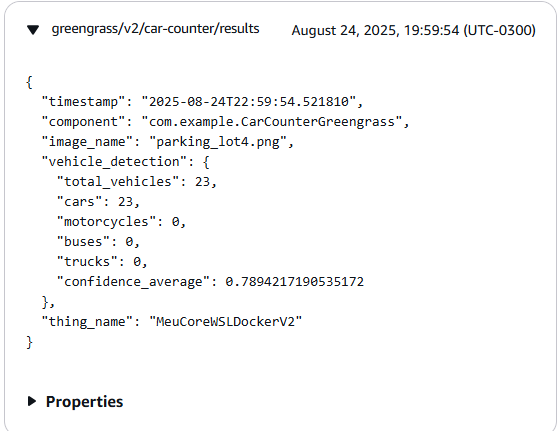 greengrass/v2/car-counter/results August 24, 2025, 19:59:54 (UTC-0300)
{
  "timestamp": "2025-08-24T22:59:54.521810",
  "component": "com.example.CarCounterGreengrass",
  "image_name": "parking_lot4.png",
  "vehicle_detection": {
    "total_vehicles": 23,
    "cars": 23,
    "motorcycles": 0,
    "buses": 0,
    "trucks": 0,
    "confidence_average": 0.7894217190535172
  },
  "thing_name": "MeuCoreWSLDockerV2"
}
Properties